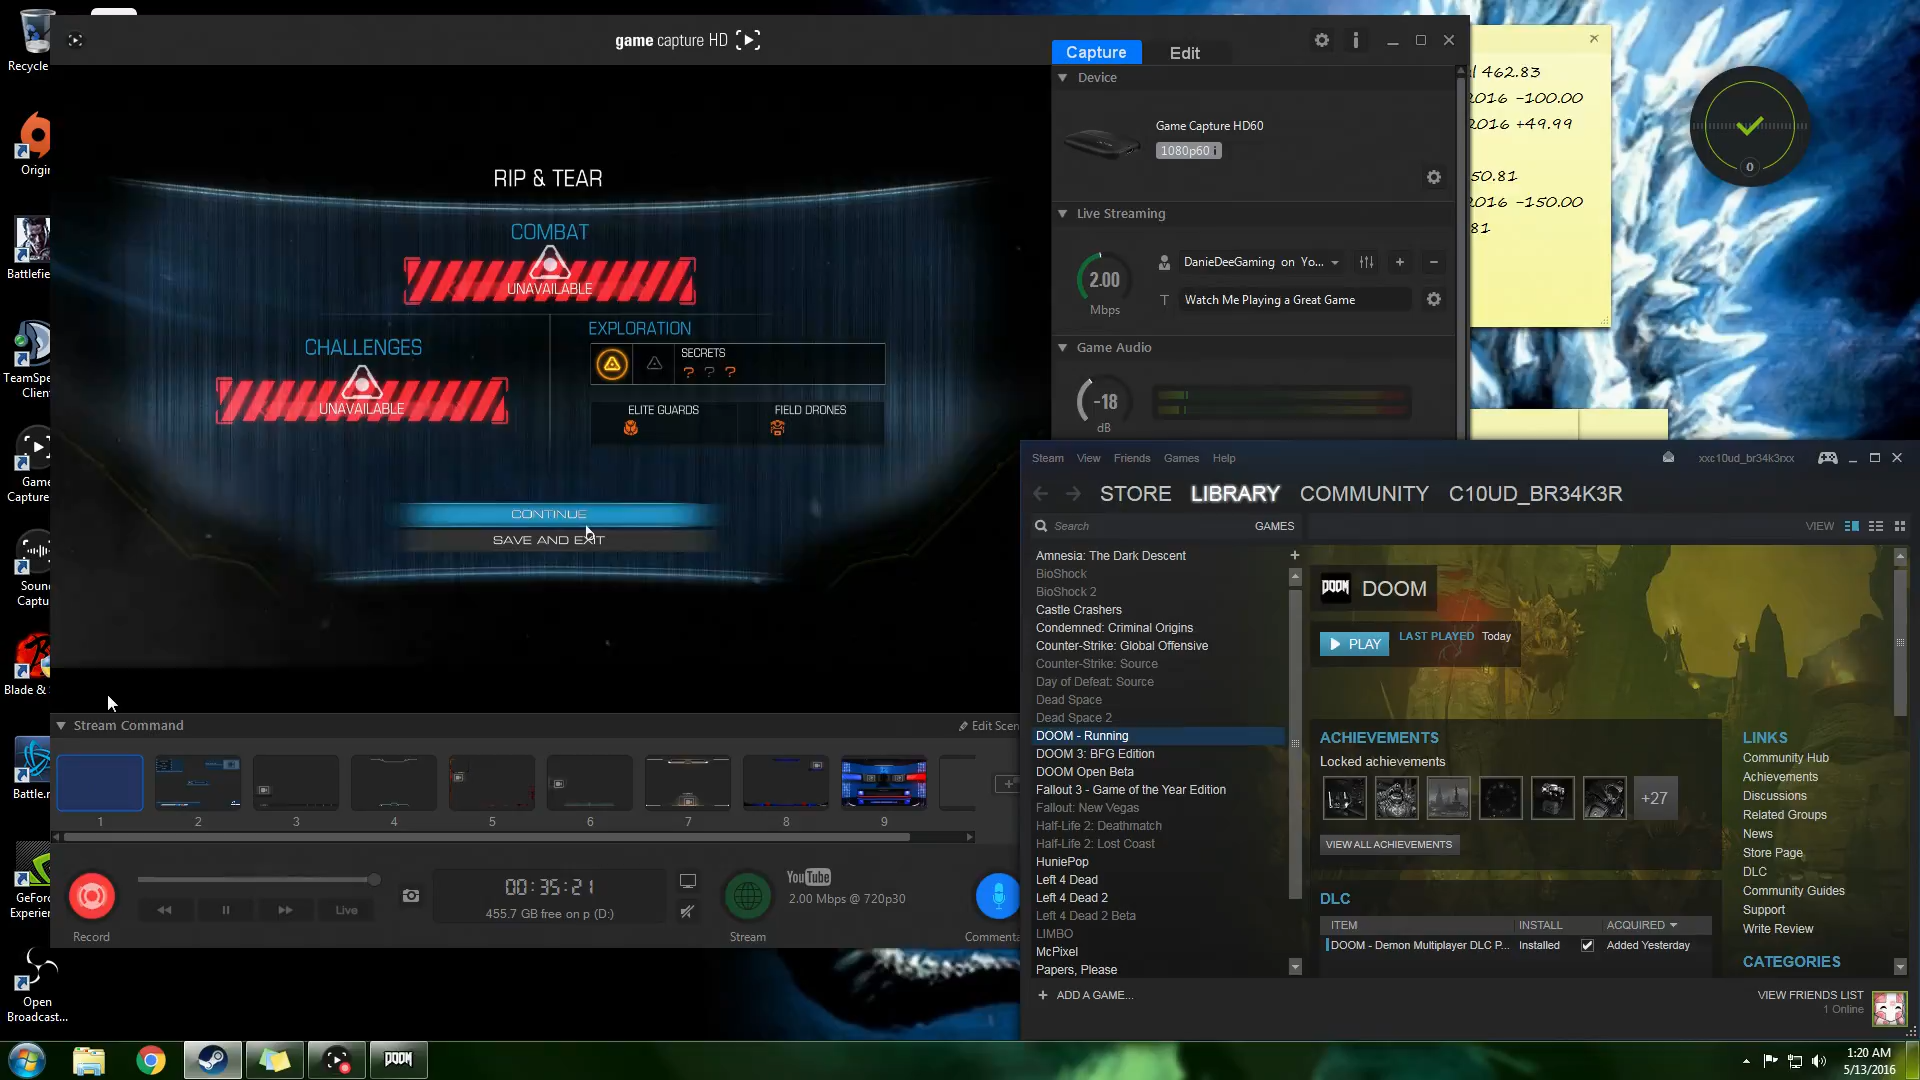 Recycle
Origin
Battlefie
TeamSpe
Client
Game
Capture
Soun
Captu
Blade &
Battle.n
GeForc
Experien
Open
Broadcast...
game capture HD
RIP & TEAR
COMBAT
UNAVAILABLE
CHALLENGES
UNAVAILABLE
EXPLORATION
SECRETS
? ? ?
ELITE GUARDS
FIELD DRONES
CONTINUE
SAVE AND EXIT
Stream Command
Edit Scen
1 2 3 4 5 6 7 8 9
Live
00:35:21
455.7 GB free on p (D:)
YouTube
2.00 Mbps @ 720p30
Record
Stream
Commenta
Capture
Edit
Device
Game Capture HD60
1080p60 i
Live Streaming
2.00
Mbps
DanieDeeGaming on Yo...
T Watch Me Playing a Great Game
Game Audio
-18
dB
l 462.83
2016 -100.00
2016 +49.99
50.81
2016 -150.00
81
0
Steam View Friends Games Help
xxc10ud_br34k3rxx
STORE LIBRARY COMMUNITY C10UD_BR34K3R
Search
GAMES
VIEW
Amnesia: The Dark Descent
BioShock
BioShock 2
Castle Crashers
Condemned: Criminal Origins
Counter-Strike: Global Offensive
Counter-Strike: Source
Day of Defeat: Source
Dead Space
Dead Space 2
DOOM - Running
DOOM 3: BFG Edition
DOOM Open Beta
Fallout 3 - Game of the Year Edition
Fallout: New Vegas
Half-Life 2: Deathmatch
Half-Life 2: Lost Coast
HuniePop
Left 4 Dead
Left 4 Dead 2
Left 4 Dead 2 Beta
LIMBO
McPixel
Papers, Please
+ ADD A GAME...
DOOM DOOM
PLAY
LAST PLAYED Today
ACHIEVEMENTS
Locked achievements
+27
VIEW ALL ACHIEVEMENTS
DLC
ITEM INSTALL ACQUIRED
DOOM - Demon Multiplayer DLC P... Installed Added Yesterday
LINKS
Community Hub
Achievements
Discussions
Related Groups
News
Store Page
DLC
Community Guides
Support
Write Review
CATEGORIES
VIEW FRIENDS LIST
1 Online
DOOM
1:20 AM
5/13/2016